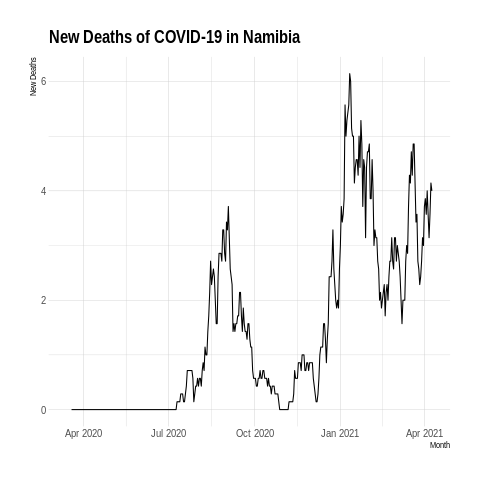 New Deaths of COVID-19 in Namibia
New Deaths
6
4
2
0
Apr 2020 Jul 2020 Oct 2020 Jan 2021 Apr 2021
Month